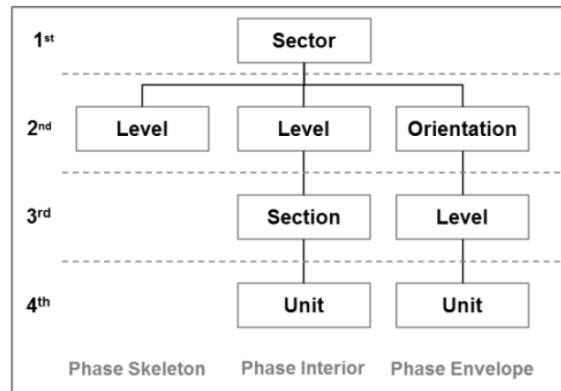 1st Sector
2nd Level Level Orientation
3rd Section Level
4th Unit Unit
Phase Skeleton Phase Interior Phase Envelope